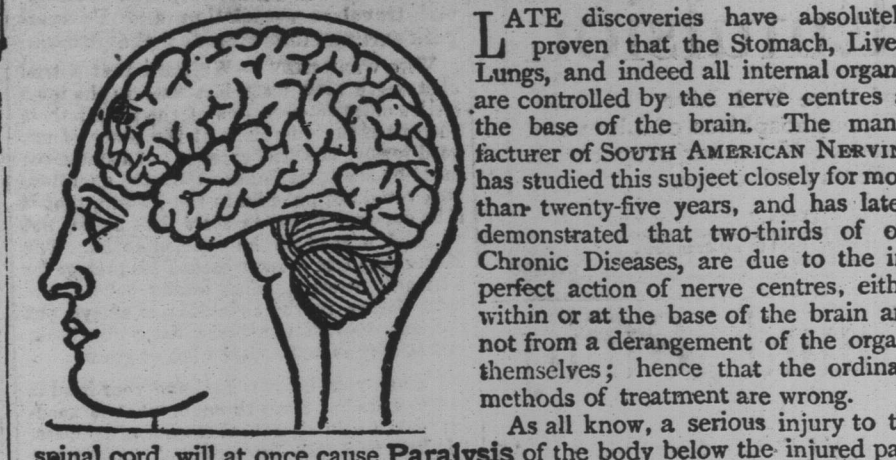 LATE discoveries have absolutel
proven that the Stomach, Live
Lungs, and indeed all internal organ
are controlled by the nerve centres
the base of the brain. The man
facturer of SOUTH AMERICAN NERVIN
has studied this subjeet closely for mo
than twenty-five years, and has late
demonstrated that two-thirds of o
Chronic Diseases, are due to the i
perfect action of nerve centres, eith
within or at the base of the brain a
not from a derangement of the orga
themselves; hence that the ordina
methods of treatment are wrong.
As all know, a serious injury to t
spinal cord will at once cause Paralysis of the body below the injured pa